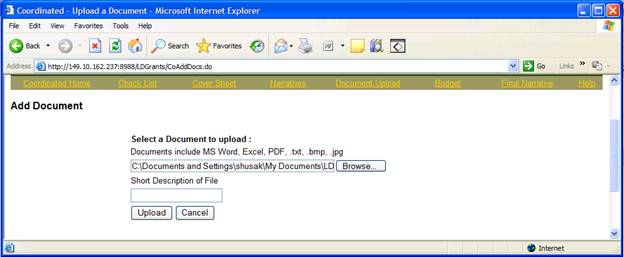 Coordinated - Upload a Document - Microsoft Internet Explorer
File Edit View Favorites Tools Help
Back Search Favorites
Address http://149.10.162.237:8988/LDGrants/CoAddDocs.do Go Links »
Coordinated Home Check List Cover Sheet Narratives Document Upload Budget Final Narrative Help
Add Document
Select a Document to upload :
Documents include MS Word, Excel, PDF, .txt, .bmp, .jpg
C:\Documents and Settings\shusak\My Documents\LD Browse...
Short Description of File
Upload Cancel
Internet